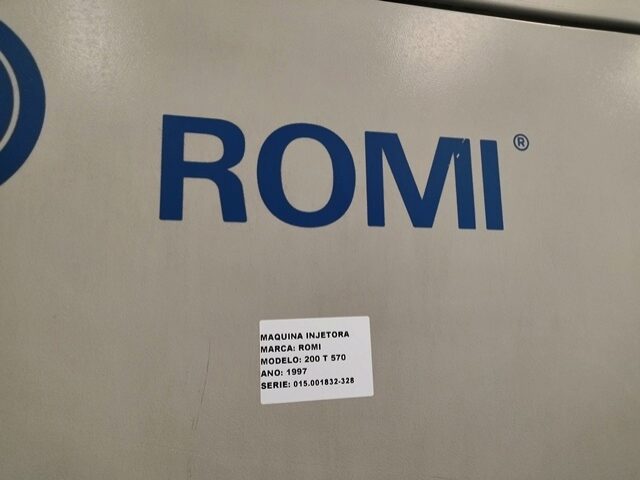 ROMI®
MAQUINA INJETORA
MARCA: ROMI
MODELO: 200 T 570
ANO: 1997
SERIE: 015.001832-328